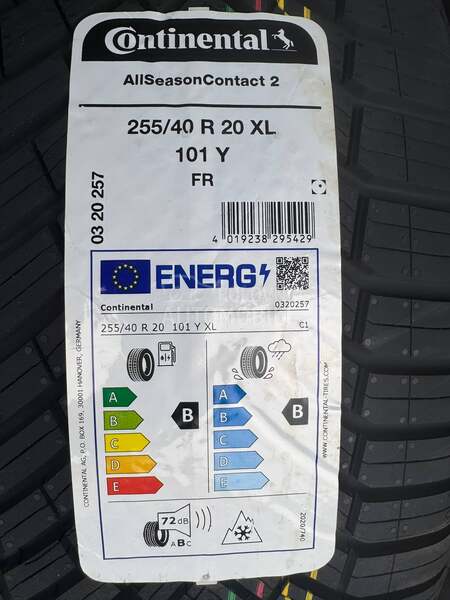 Continental
AllSeasonContact 2
255/40 R 20 XL
101 Y
FR
03 20 257
4 019238 295429
ENERG
Continental
0320257
255/40 R 20 101 Y XL
C1
A
B
C
D
E
B
A
B
C
D
E
B
72 dB
ABC
2020/740
CONTINENTAL AG, P.O. BOX 169, 30001 HANOVER, GERMANY
WWW.CONTINENTAL-TIRES.COM